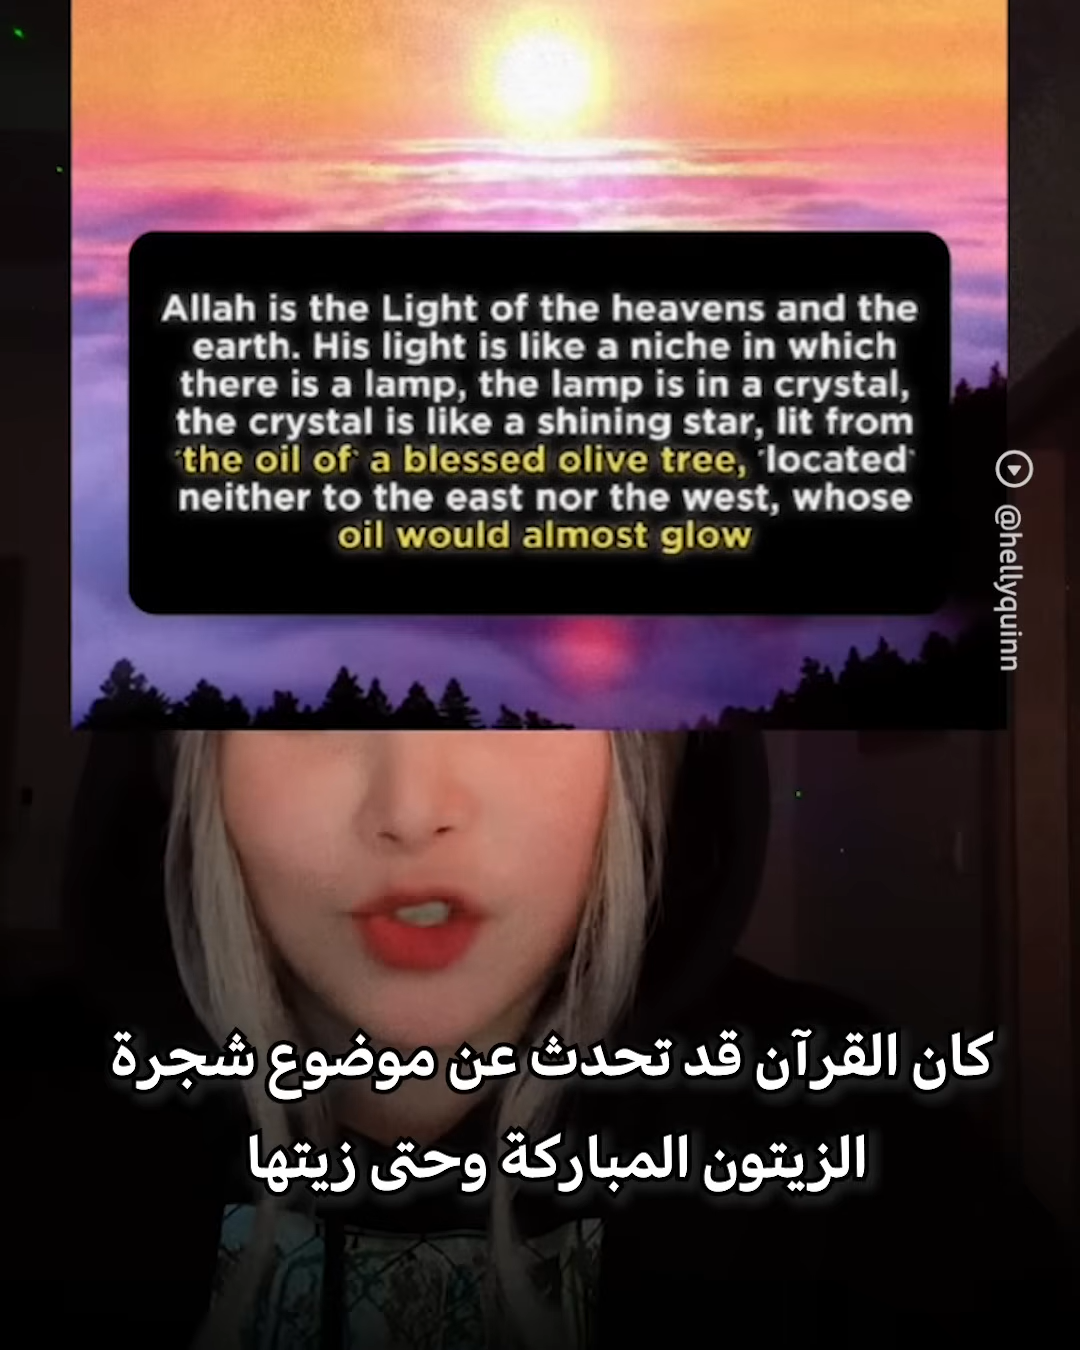 Allah is the Light of the heavens and the
earth. His light is like a niche in which
there is a lamp, the lamp is in a crystal,
the crystal is like a shining star, lit from
˹the oil of˺ a blessed olive tree, ˹located˺
neither to the east nor the west, whose
oil would almost glow
@hellyquinn
كان القرآن قد تحدث عن موضوع شجرة
الزيتون المباركة وحتى زيتها